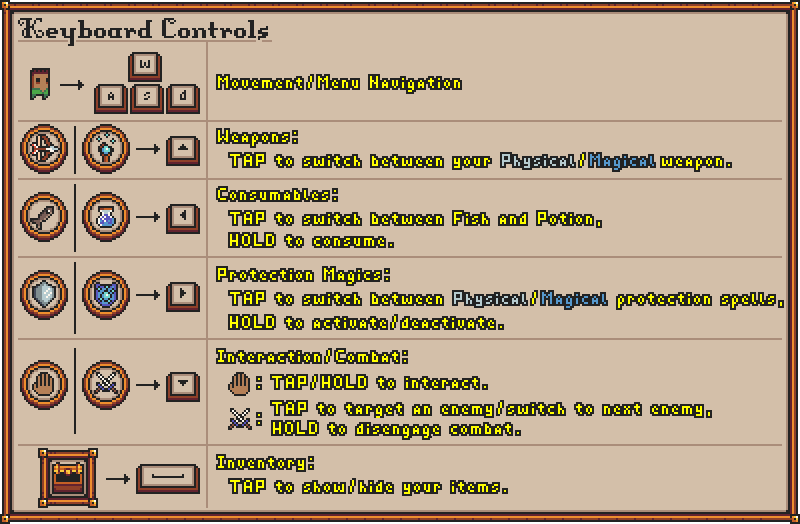 Keyboard Controls
W
A S d
Movement/Menu Navigation
Weapons:
TAP to switch between your Physical/Magical weapon.
Consumables:
TAP to switch between Fish and Potion,
HOLD to consume.
Protection Magics:
TAP to switch between Physical/Magical protection spells,
HOLD to activate/deactivate.
Interaction/Combat:
: TAP/HOLD to interact.
: TAP to target an enemy/switch to next enemy,
HOLD to disengage combat.
Inventory:
TAP to show/hide your items.